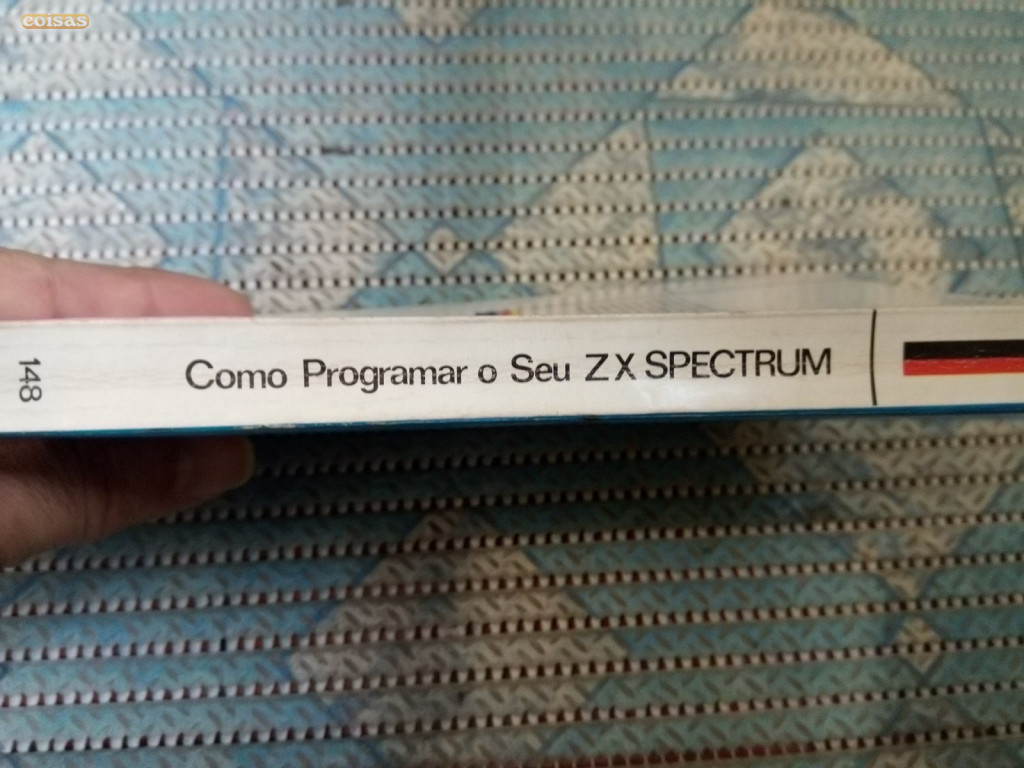 coisas
148
Como Programar o Seu ZX SPECTRUM